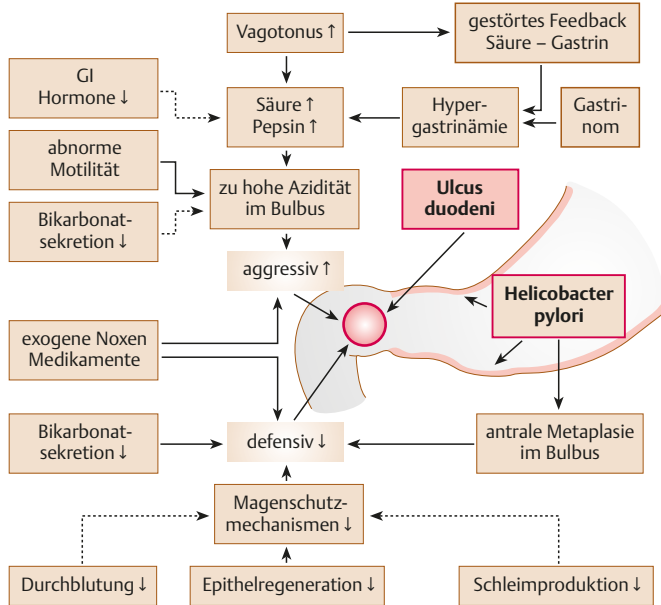 Vagotonus ↑
gestörtes Feedback
Säure – Gastrin
GI
Hormone ↓
Säure ↑
Pepsin ↑
Hyper-
gastrinämie
Gastri-
nom
abnorme
Motilität
zu hohe Azidität
im Bulbus
Ulcus
duodeni
Bikarbonat-
sekretion ↓
aggressiv ↑
Helicobacter
pylori
exogene Noxen
Medikamente
Bikarbonat-
sekretion ↓
defensiv ↓
antrale Metaplasie
im Bulbus
Magenschutz-
mechanismen ↓
Durchblutung ↓
Epithelregeneration ↓
Schleimproduktion ↓